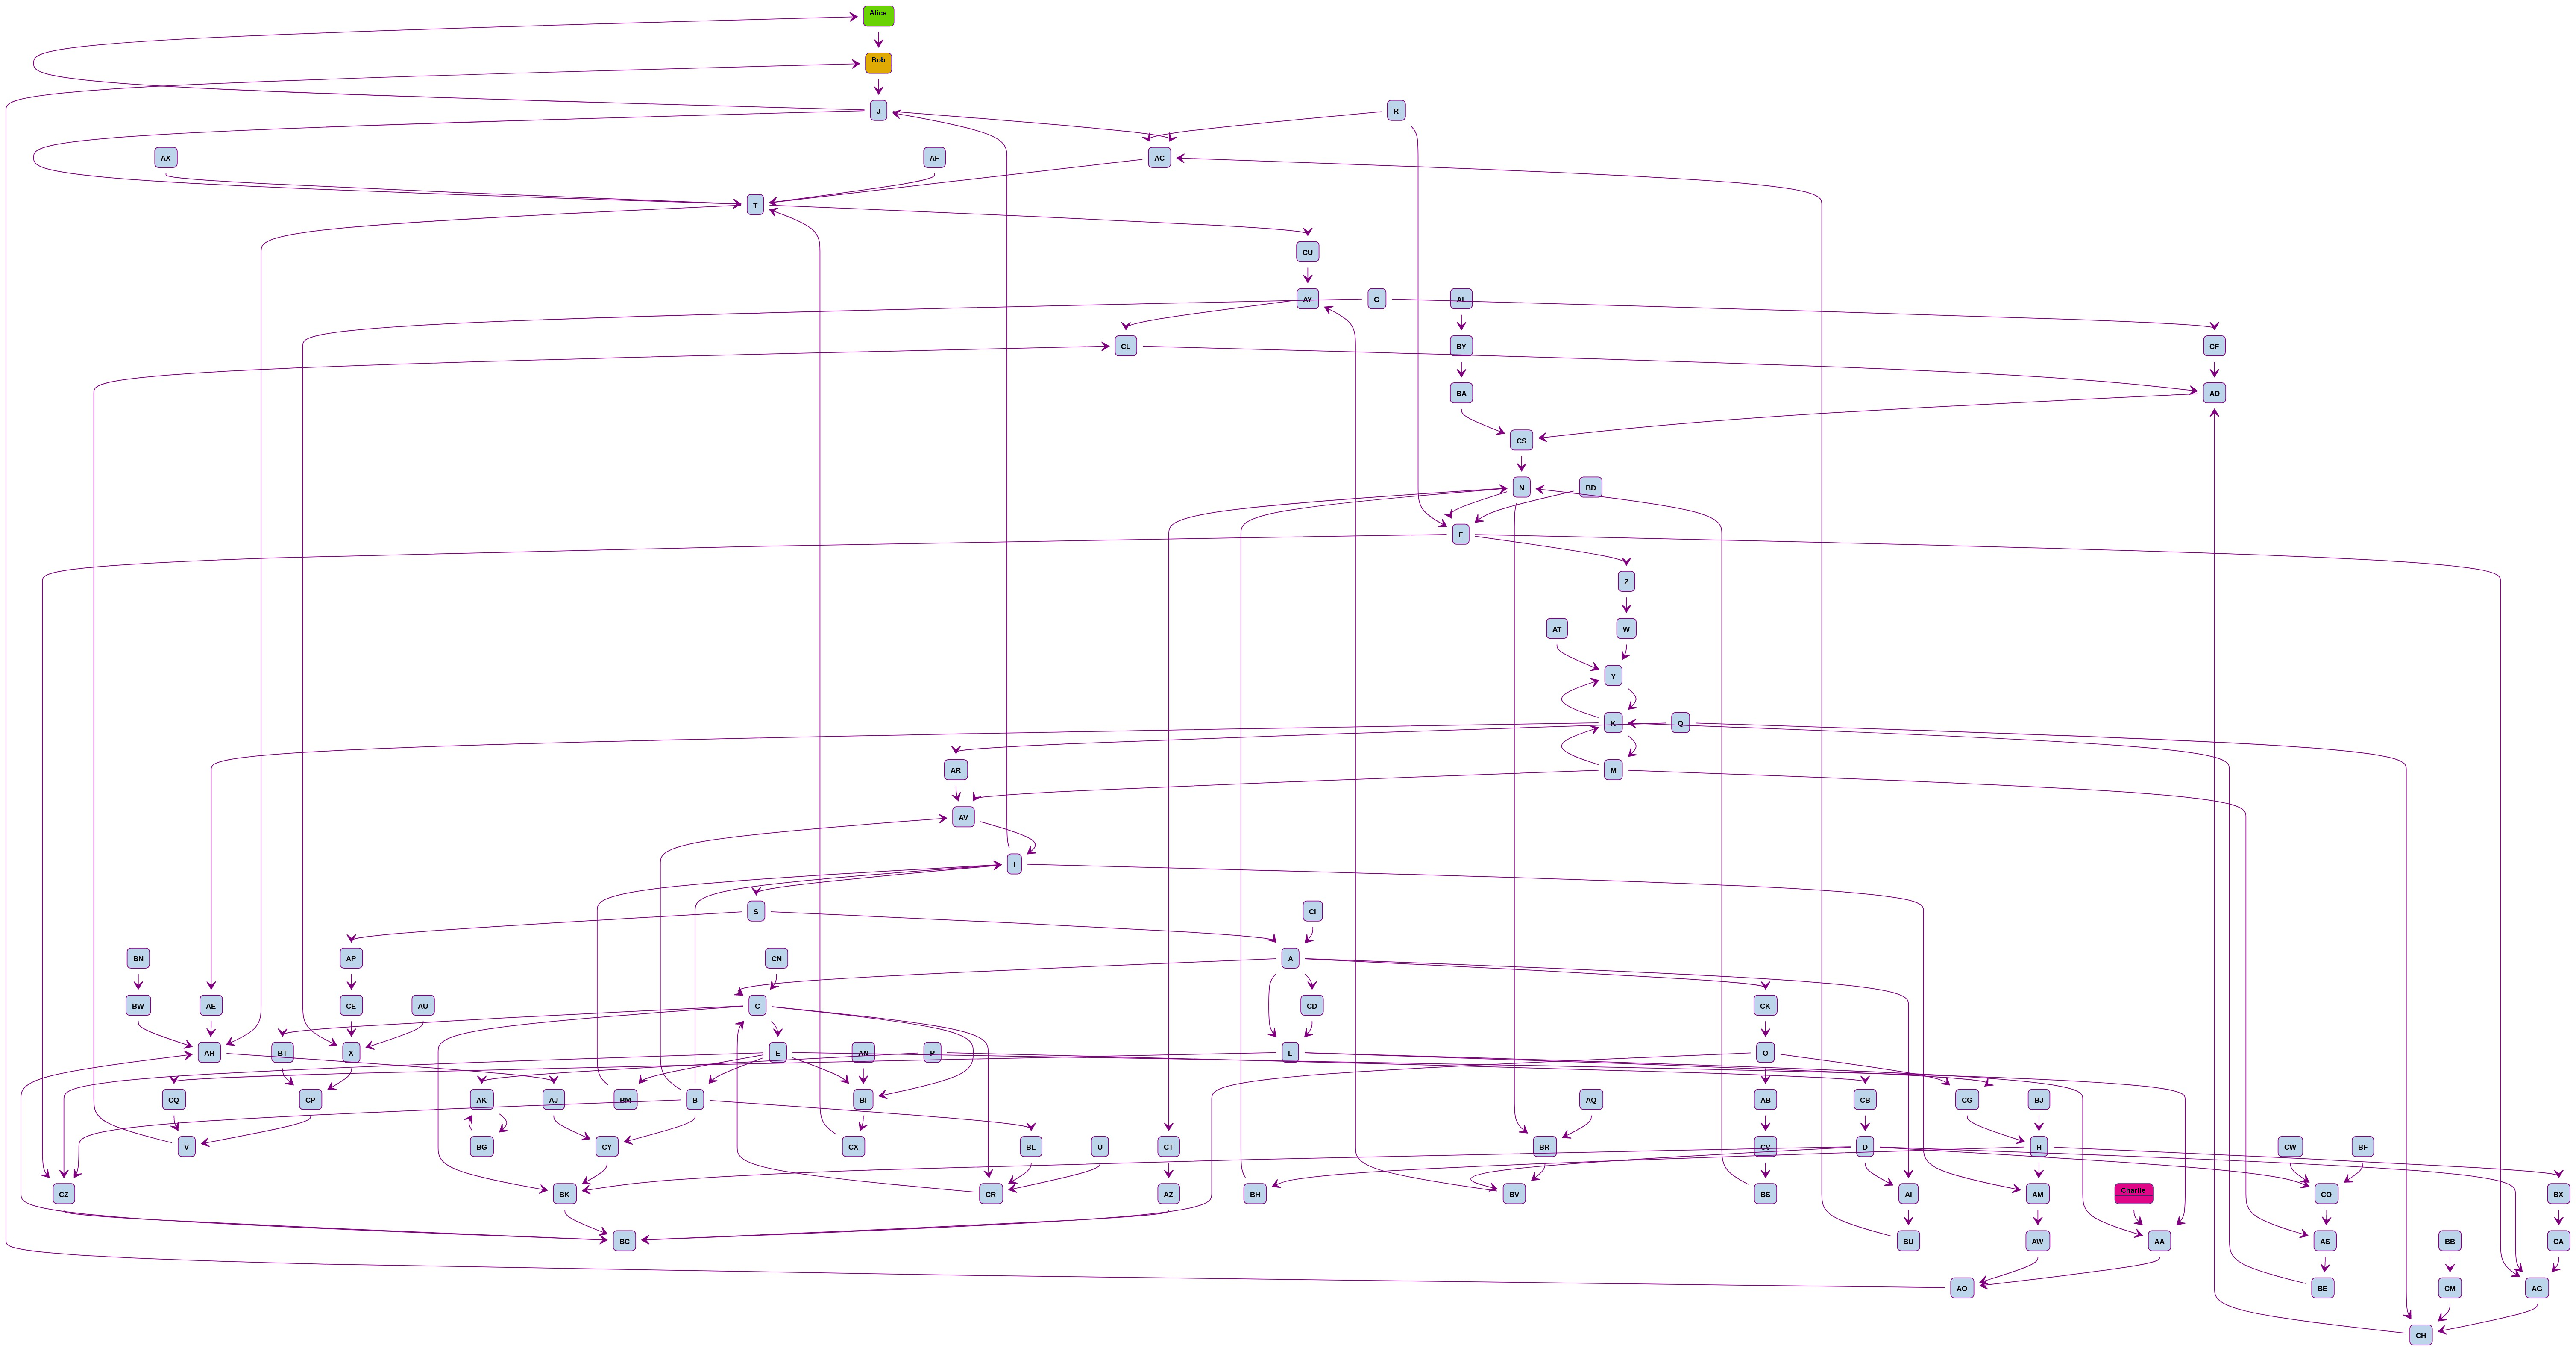 Alice
Bob
J
R
AX
AF
AC
T
CU
AY
G
AL
CL
BY
CF
BA
AD
CS
N
BD
F
Z
AT
W
Y
K
Q
AR
M
AV
I
S
CI
BN
AP
CN
A
BW
AE
CE
AU
C
CD
CK
AH
BT
X
E
AN
P
L
O
CQ
CP
AK
AJ
BM
B
BI
AQ
AB
CB
CG
BJ
V
BG
CY
CX
BL
U
CT
BR
CV
D
H
CW
BF
CZ
BK
CR
AZ
BH
BV
BS
AI
AM
Charlie
CO
BX
BC
BU
AW
AA
AS
BB
CA
AO
BE
CM
AG
CH